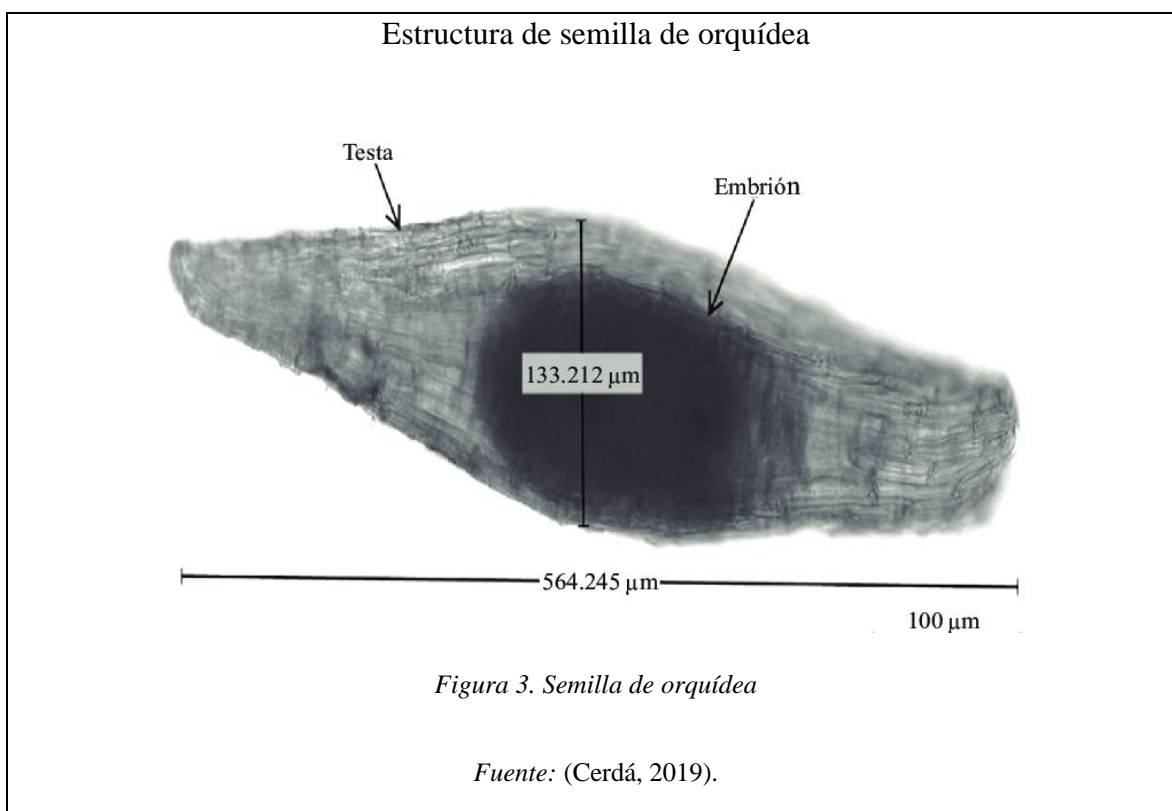 Estructura de semilla de orquídea
Testa
Embrión
133.212 µm
564.245 µm
100 µm
Figura 3. Semilla de orquídea
Fuente: (Cerdá, 2019).